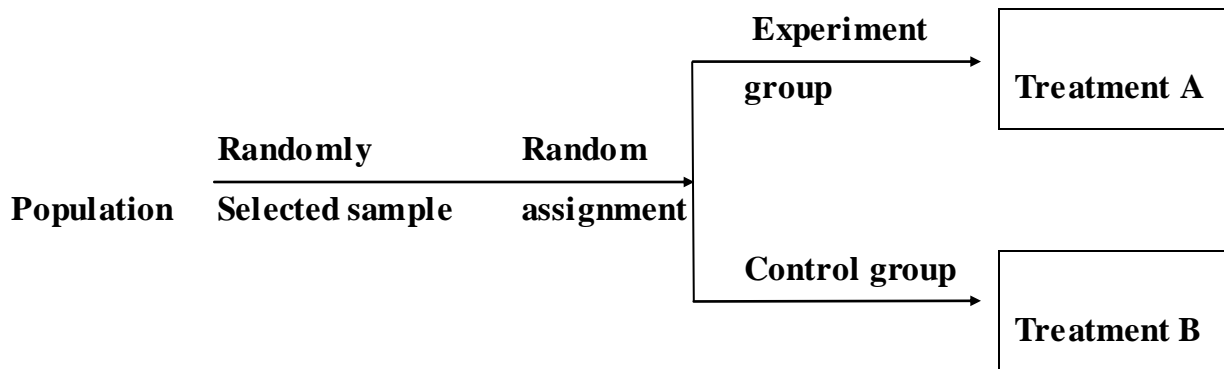 Experiment
group
Treatment A
Randomly
Random
Population
Selected sample
assignment
Control group
Treatment B